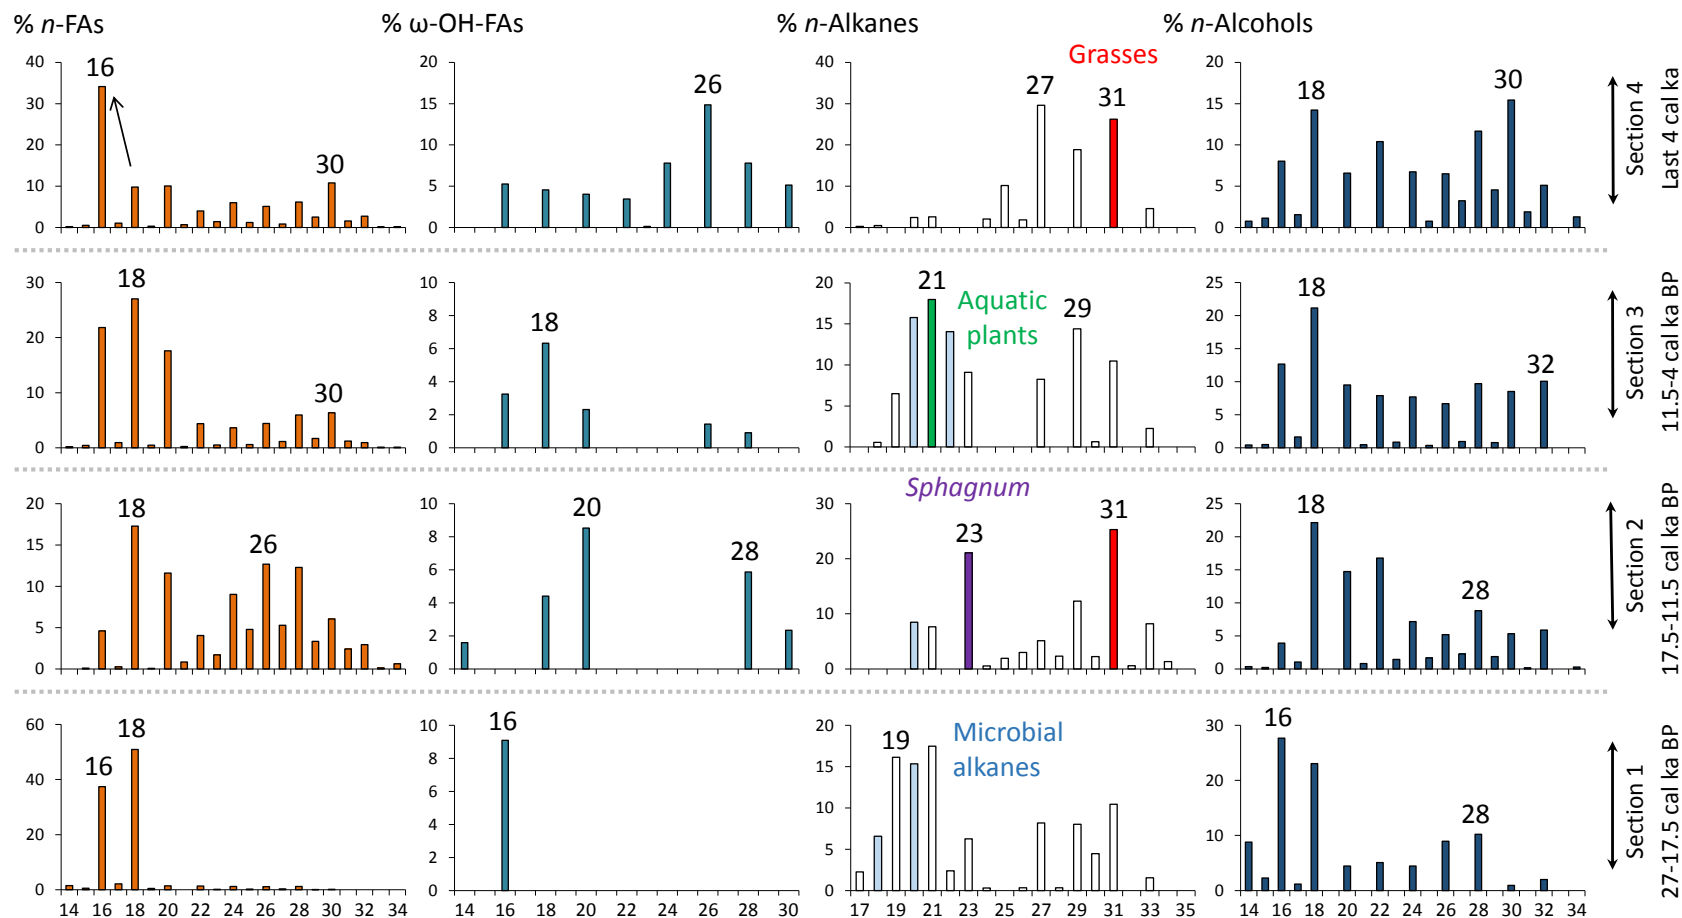 % n-FAs % ω-OH-FAs % n-Alkanes % n-Alcohols
40 30 20 10 0
16 30
20 15 10 5 0
26
40 30 20 10 0
27 31
Grasses
20 15 10 5 0
18 30
Section 4
Last 4 cal ka
30 20 10 0
18 30
10 8 6 4 2 0
18
20 15 10 5 0
21 29
Aquatic
plants
25 20 15 10 5 0
18 32
Section 3
11.5-4 cal ka BP
20 15 10 5 0
18 26
10 8 6 4 2 0
20 28
30 20 10 0
Sphagnum
23 31
25 20 15 10 5 0
18 28
Section 2
17.5-11.5 cal ka BP
60 40 20 0
16 18
14 16 18 20 22 24 26 28 30 32 34
10 8 6 4 2 0
16
14 16 18 20 22 24 26 28 30
20 15 10 5 0
19
Microbial
alkanes
17 19 21 23 25 27 29 31 33 35
30 20 10 0
16 28
14 16 18 20 22 24 26 28 30 32 34
Section 1
27-17.5 cal ka BP